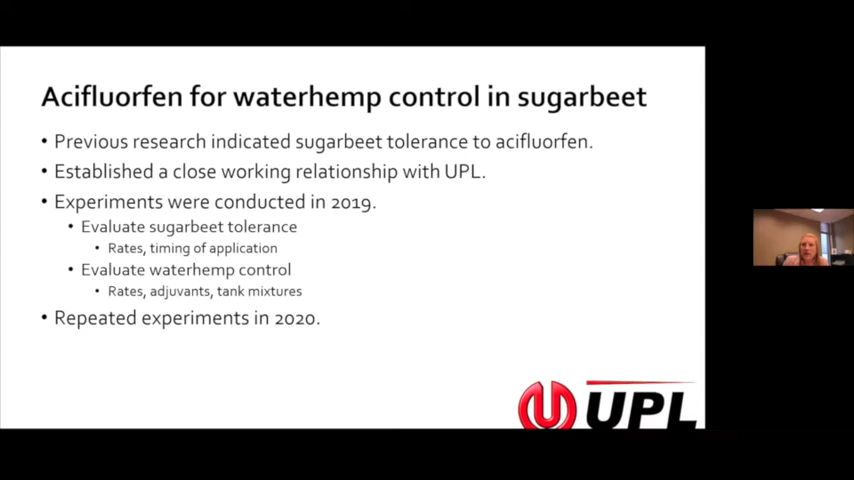 Acifluorfen for waterhemp control in sugarbeet
• Previous research indicated sugarbeet tolerance to acifluorfen.
• Established a close working relationship with UPL.
• Experiments were conducted in 2019.
• Evaluate sugarbeet tolerance
• Rates, timing of application
• Evaluate waterhemp control
• Rates, adjuvants, tank mixtures
• Repeated experiments in 2020.
UPL